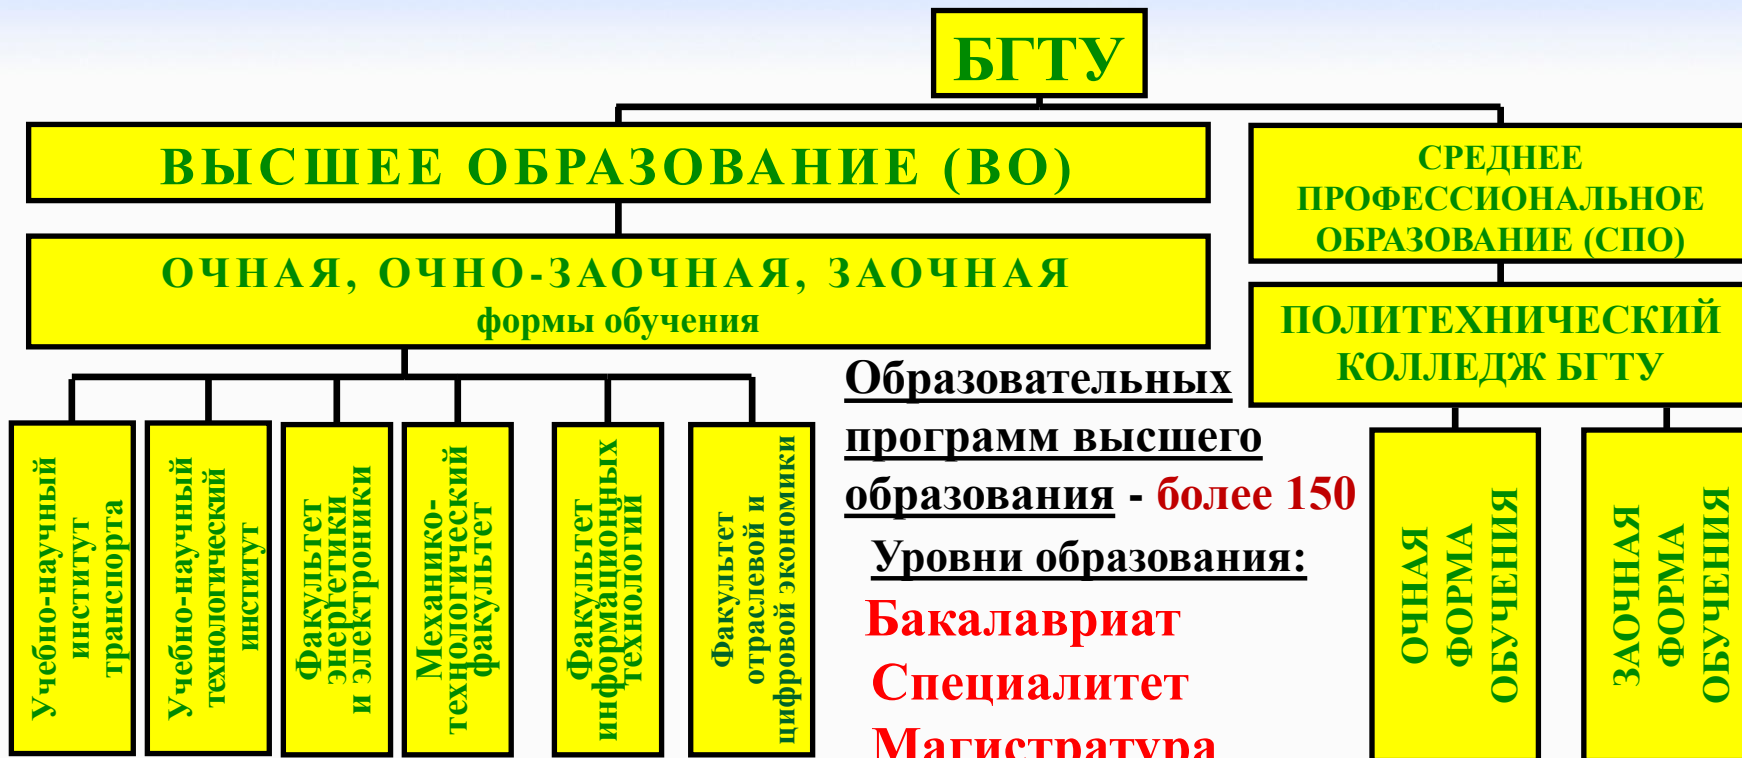 БГТУ
ВЫСШЕЕ ОБРАЗОВАНИЕ (ВО)
СРЕДНЕЕ
ПРОФЕССИОНАЛЬНОЕ
ОБРАЗОВАНИЕ (СПО)
ОЧНАЯ, ОЧНО-ЗАОЧНАЯ, ЗАОЧНАЯ
формы обучения
ПОЛИТЕХНИЧЕСКИЙ
КОЛЛЕДЖ БГТУ
Учебно-научный
институт
транспорта
Учебно-научный
технологический
институт
Факультет
энергетики
и электроники
Механико-
технологический
факультет
Факультет
информационных
технологий
Факультет
отраслевой и
цифровой экономики
Образовательных
программ высшего
образования - более 150
Уровни образования:
Бакалавриат
Специалитет
Магистратура
ОЧНАЯ
ФОРМА
ОБУЧЕНИЯ
ЗАОЧНАЯ
ФОРМА
ОБУЧЕНИЯ